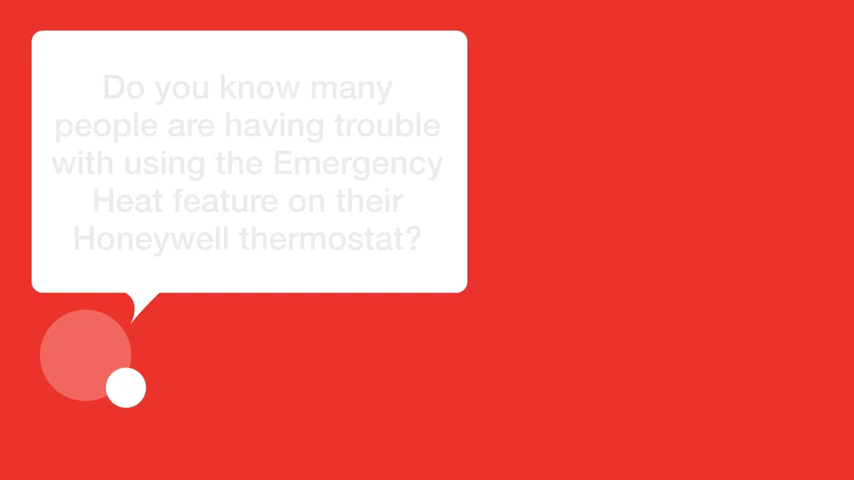 Do you know many
people are having trouble
with using the Emergency
Heat feature on their
Honeywell thermostat?